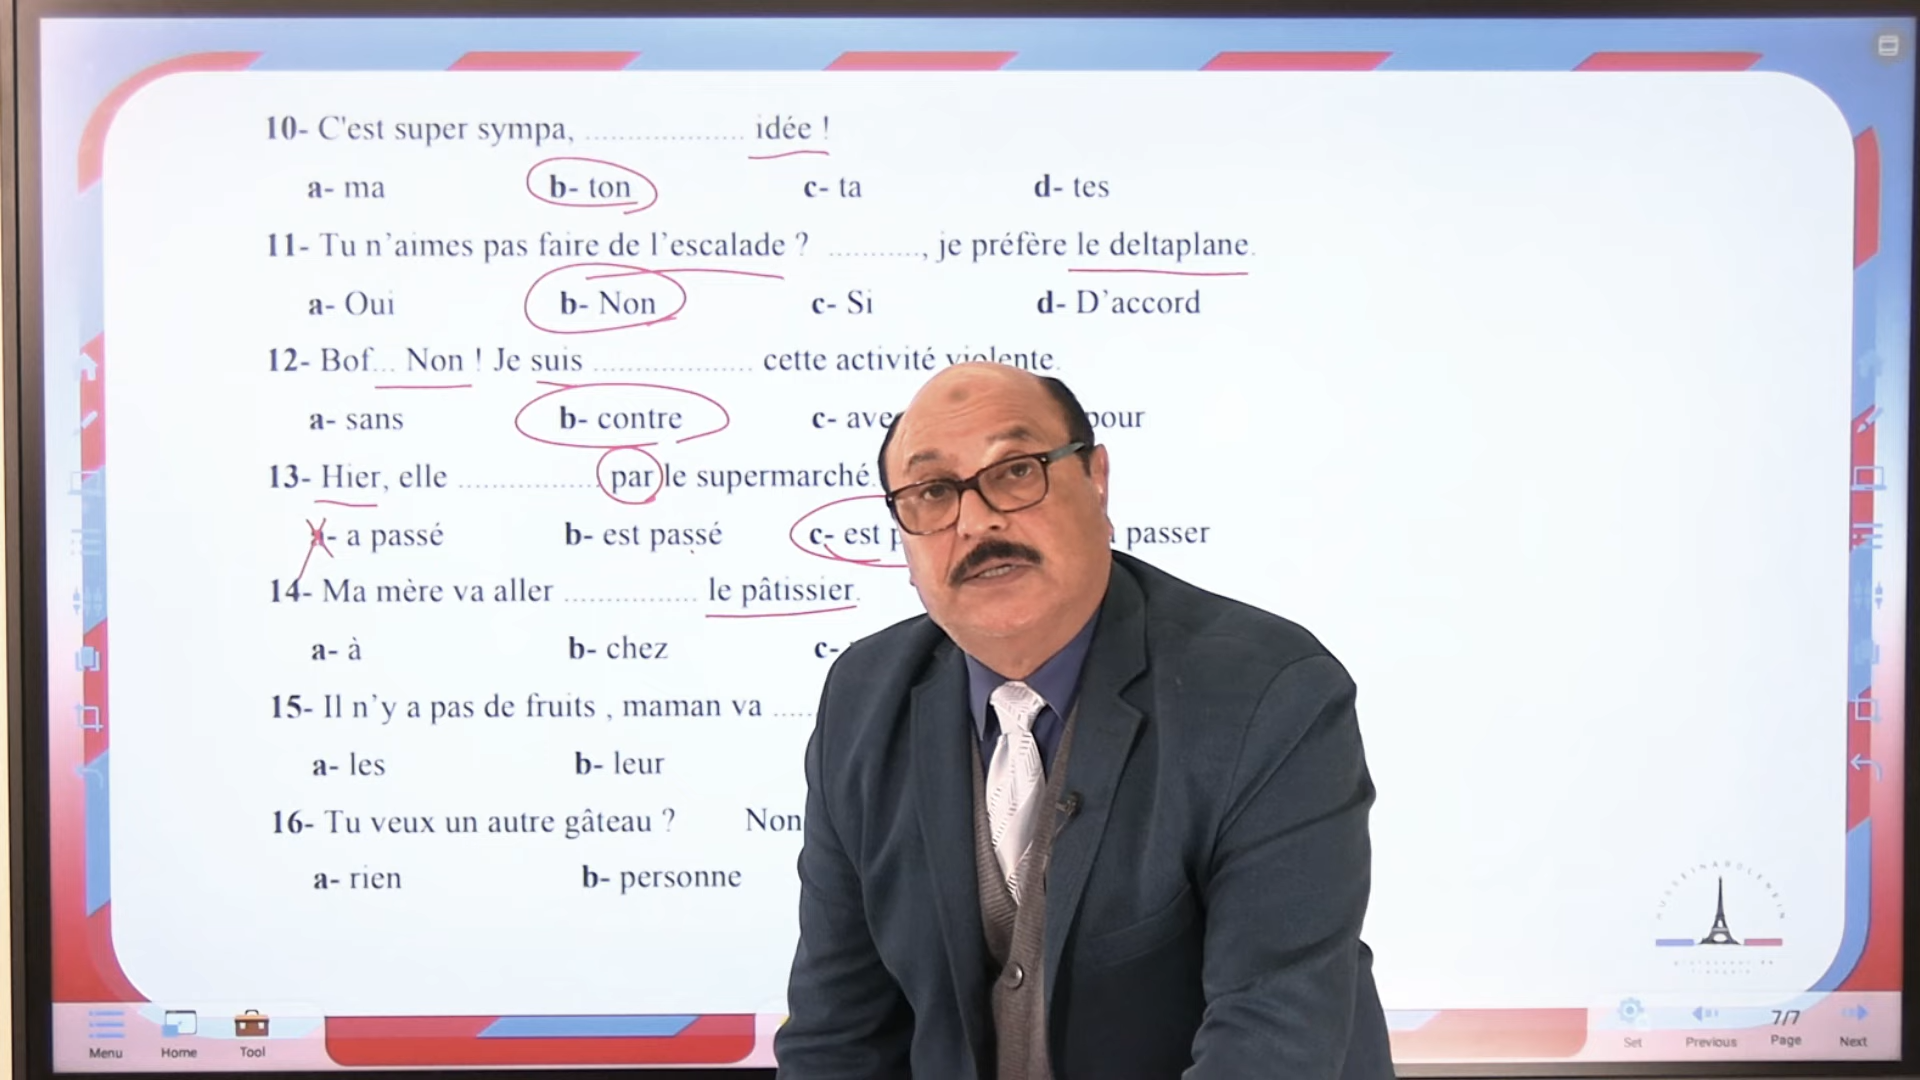 10- C'est super sympa, ................... idée !
a- ma b- ton c- ta d- tes
11- Tu n’aimes pas faire de l’escalade ? ..........., je préfère le deltaplane.
a- Oui b- Non c- Si d- D’accord
12- Bof... Non ! Je suis ................... cette activité violente.
a- sans b- contre c- pour
13- Hier, elle ................. par le supermarché.
a- a passé b- est passé c- est passer
14- Ma mère va aller ................ le pâtissier.
a- à b- chez c-
15- Il n’y a pas de fruits , maman va .....
a- les b- leur
16- Tu veux un autre gâteau ? Non
a- rien b- personne
Menu Home Tool Set Previous 7/7 Page Next